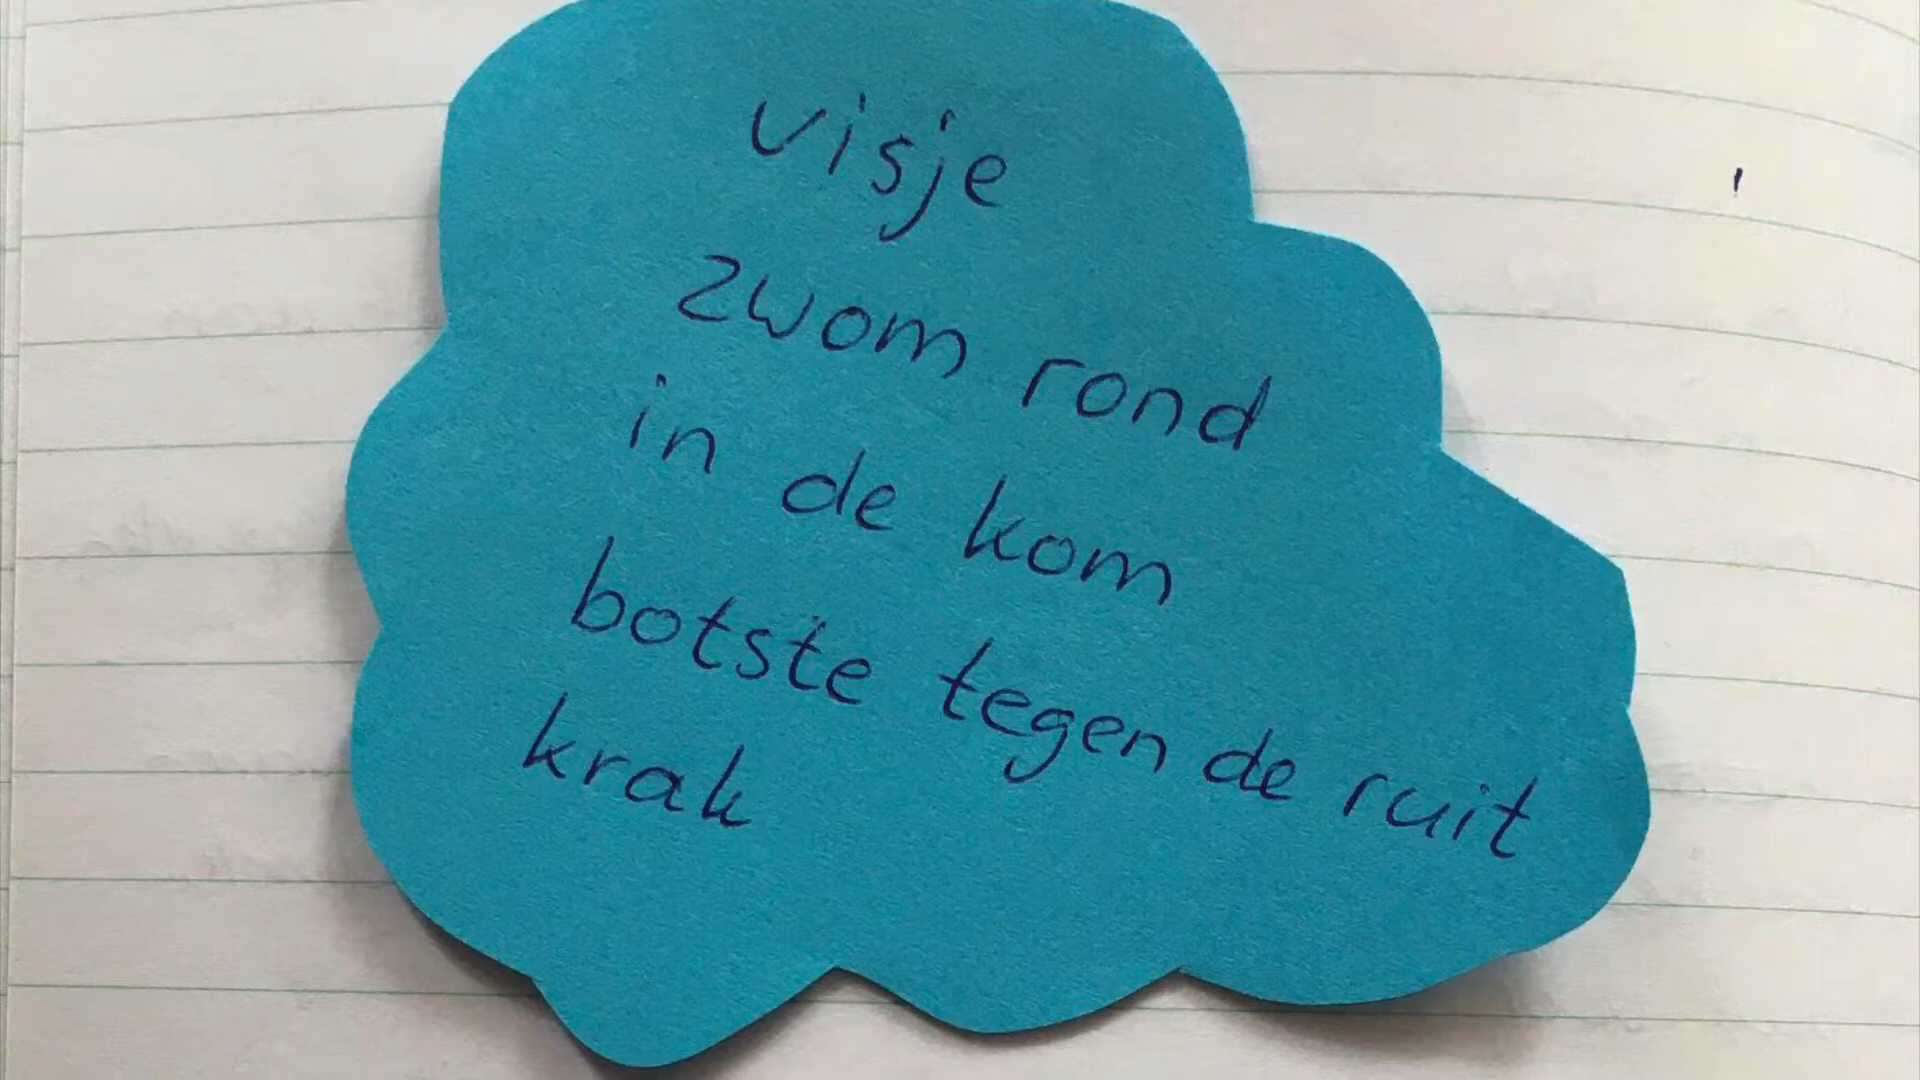 visje
zwom rond
in de kom
botste tegen de ruit
krak